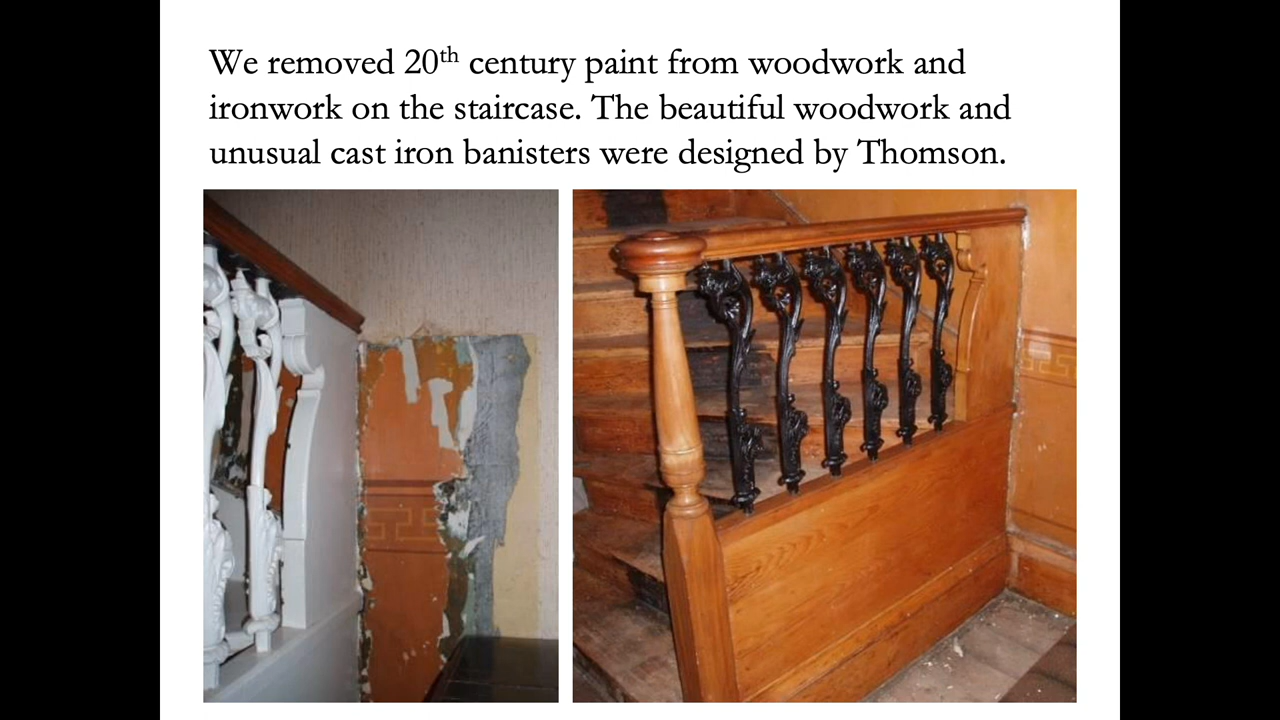 We removed 20th century paint from woodwork and
ironwork on the staircase. The beautiful woodwork and
unusual cast iron banisters were designed by Thomson.